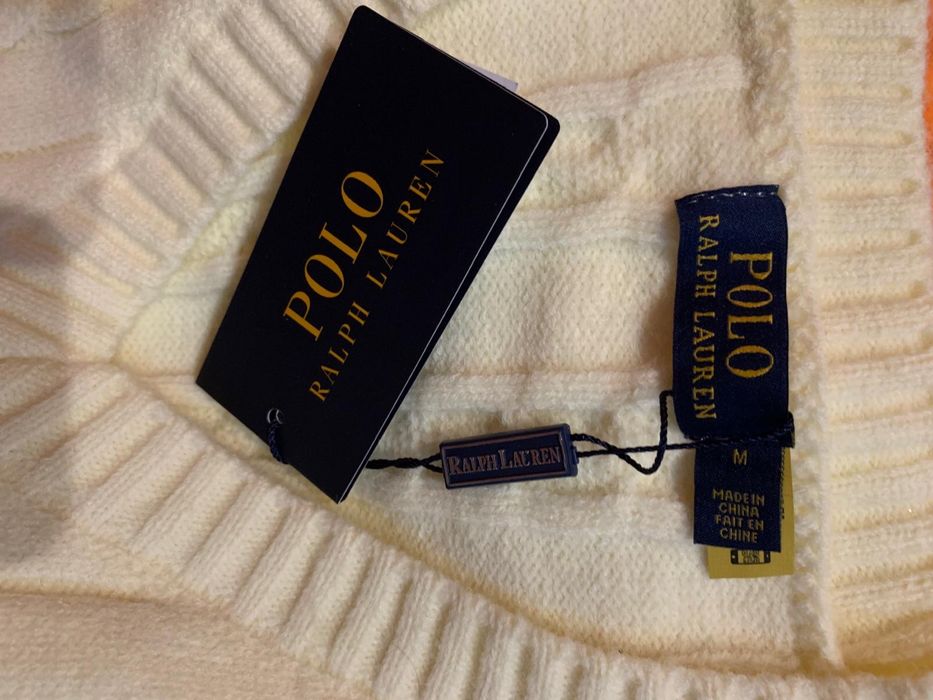 POLO
RALPH LAUREN
RALPH LAUREN
POLO
RALPH LAUREN
M
MADE IN
CHINA
FAIT EN
CHINE